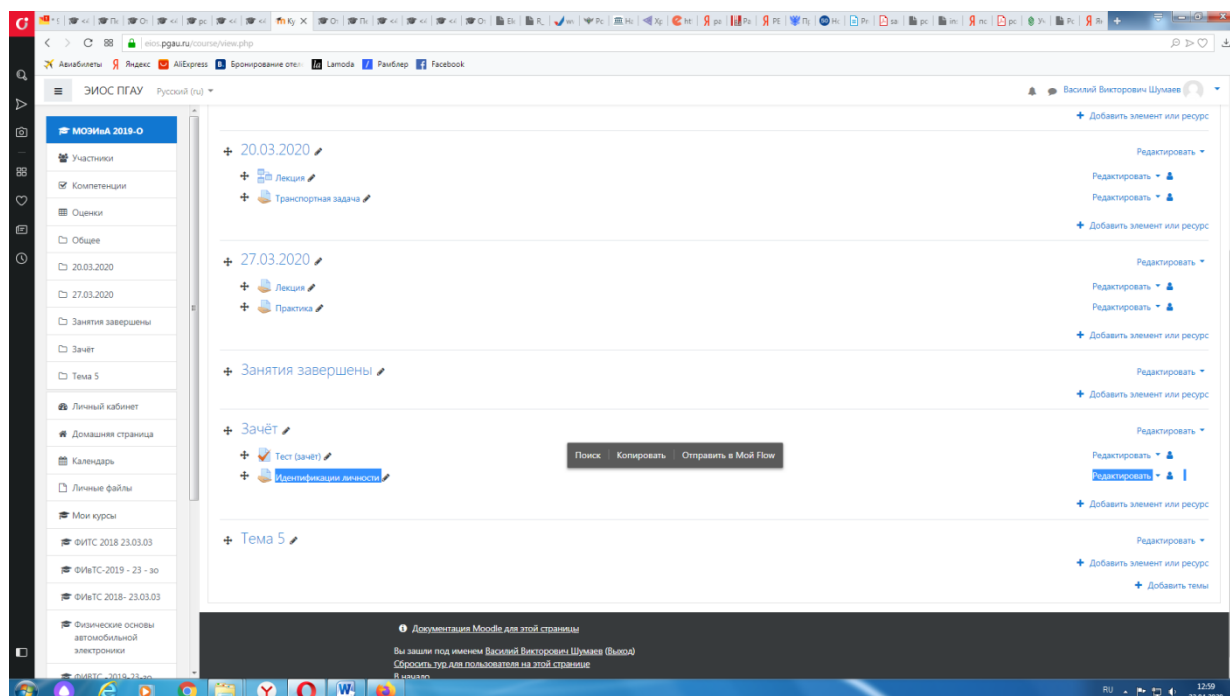 eios.pgau.ru/course/view.php
Авиабилеты Яндекс AliExpress Бронирование отел Lamoda Рамблер Facebook
ЭИОС ПГАУ Русский (ru)
Василий Викторович Шумаев
МОЭИвА 2019-О
Участники
Компетенции
Оценки
Общее
20.03.2020
27.03.2020
Занятия завершены
Зачёт
Тема 5
Личный кабинет
Домашняя страница
Календарь
Личные файлы
Мои курсы
ФИТС 2018 23.03.03
ФИвТС-2019 - 23 - зо
ФИвТС 2018- 23.03.03
Физические основы
автомобильной
электроники
Добавить элемент или ресурс
20.03.2020 Редактировать
Лекция Редактировать
Транспортная задача Редактировать
Добавить элемент или ресурс
27.03.2020 Редактировать
Лекция Редактировать
Практика Редактировать
Добавить элемент или ресурс
Занятия завершены Редактировать
Добавить элемент или ресурс
Зачёт Редактировать
Тест (зачёт) Редактировать
Поиск Копировать Отправить в Мой Flow
Идентификации личности Редактировать
Добавить элемент или ресурс
Тема 5 Редактировать
Добавить элемент или ресурс
Добавить темы
Документация Moodle для этой страницы
Вы зашли под именем Василий Викторович Шумаев (Выход)
Сбросить тур для пользователя на этой странице
В начало
RU 12:59